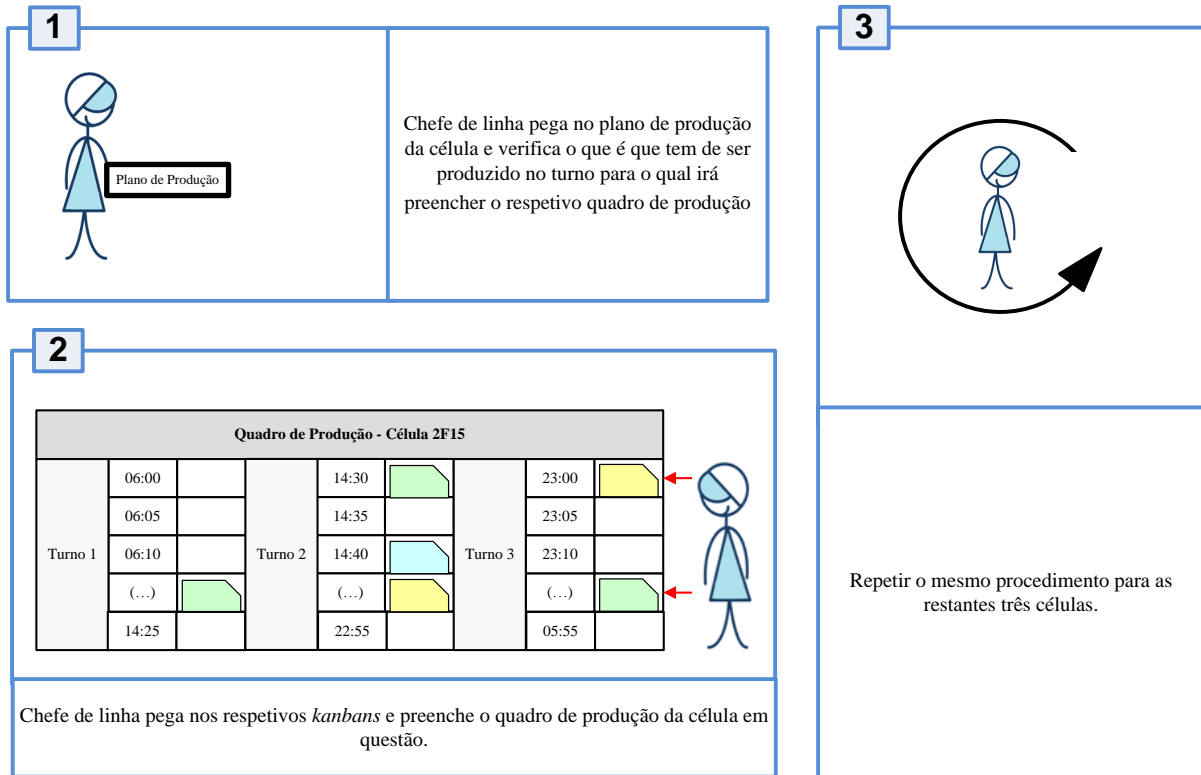 1
Plano de Produção
Chefe de linha pega no plano de produção
da célula e verifica o que é que tem de ser
produzido no turno para o qual irá
preencher o respetivo quadro de produção
2
Quadro de Produção - Célula 2F15
Turno 1
06:00
06:05
06:10
(…)
14:25
Turno 2
14:30
14:35
14:40
(…)
22:55
Turno 3
23:00
23:05
23:10
(…)
05:55
Chefe de linha pega nos respetivos kanbans e preenche o quadro de produção da célula em
questão.
3
Repetir o mesmo procedimento para as
restantes três células.